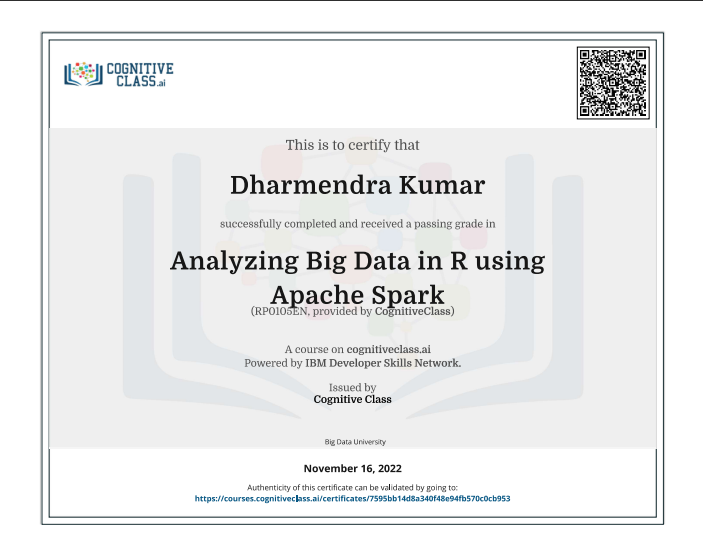 COGNITIVE
CLASS.ai
This is to certify that
Dharmendra Kumar
successfully completed and received a passing grade in
Analyzing Big Data in R using
Apache Spark
(RP0105EN, provided by CognitiveClass)
A course on cognitiveclass.ai
Powered by IBM Developer Skills Network.
Issued by
Cognitive Class
Big Data University
November 16, 2022
Authenticity of this certificate can be validated by going to:
https://courses.cognitiveclass.ai/certificates/7595bb14d8a340f48e94fb570c0cb953